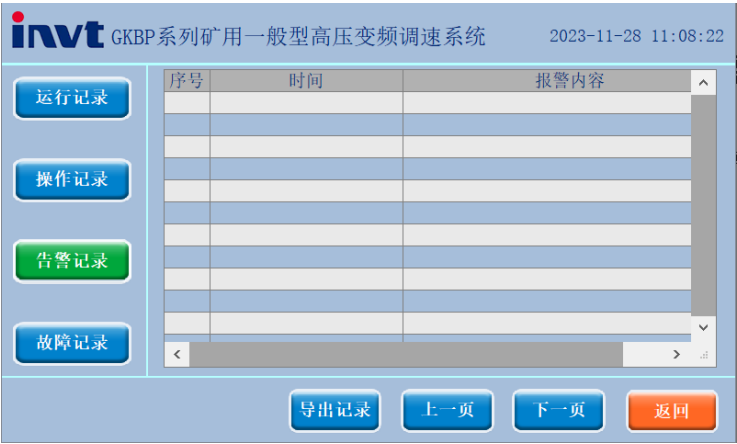 invt GKBP系列矿用一般型高压变频调速系统 2023-11-28 11:08:22
序号 时间 报警内容
运行记录
操作记录
告警记录
故障记录
导出记录 上一页 下一页 返回